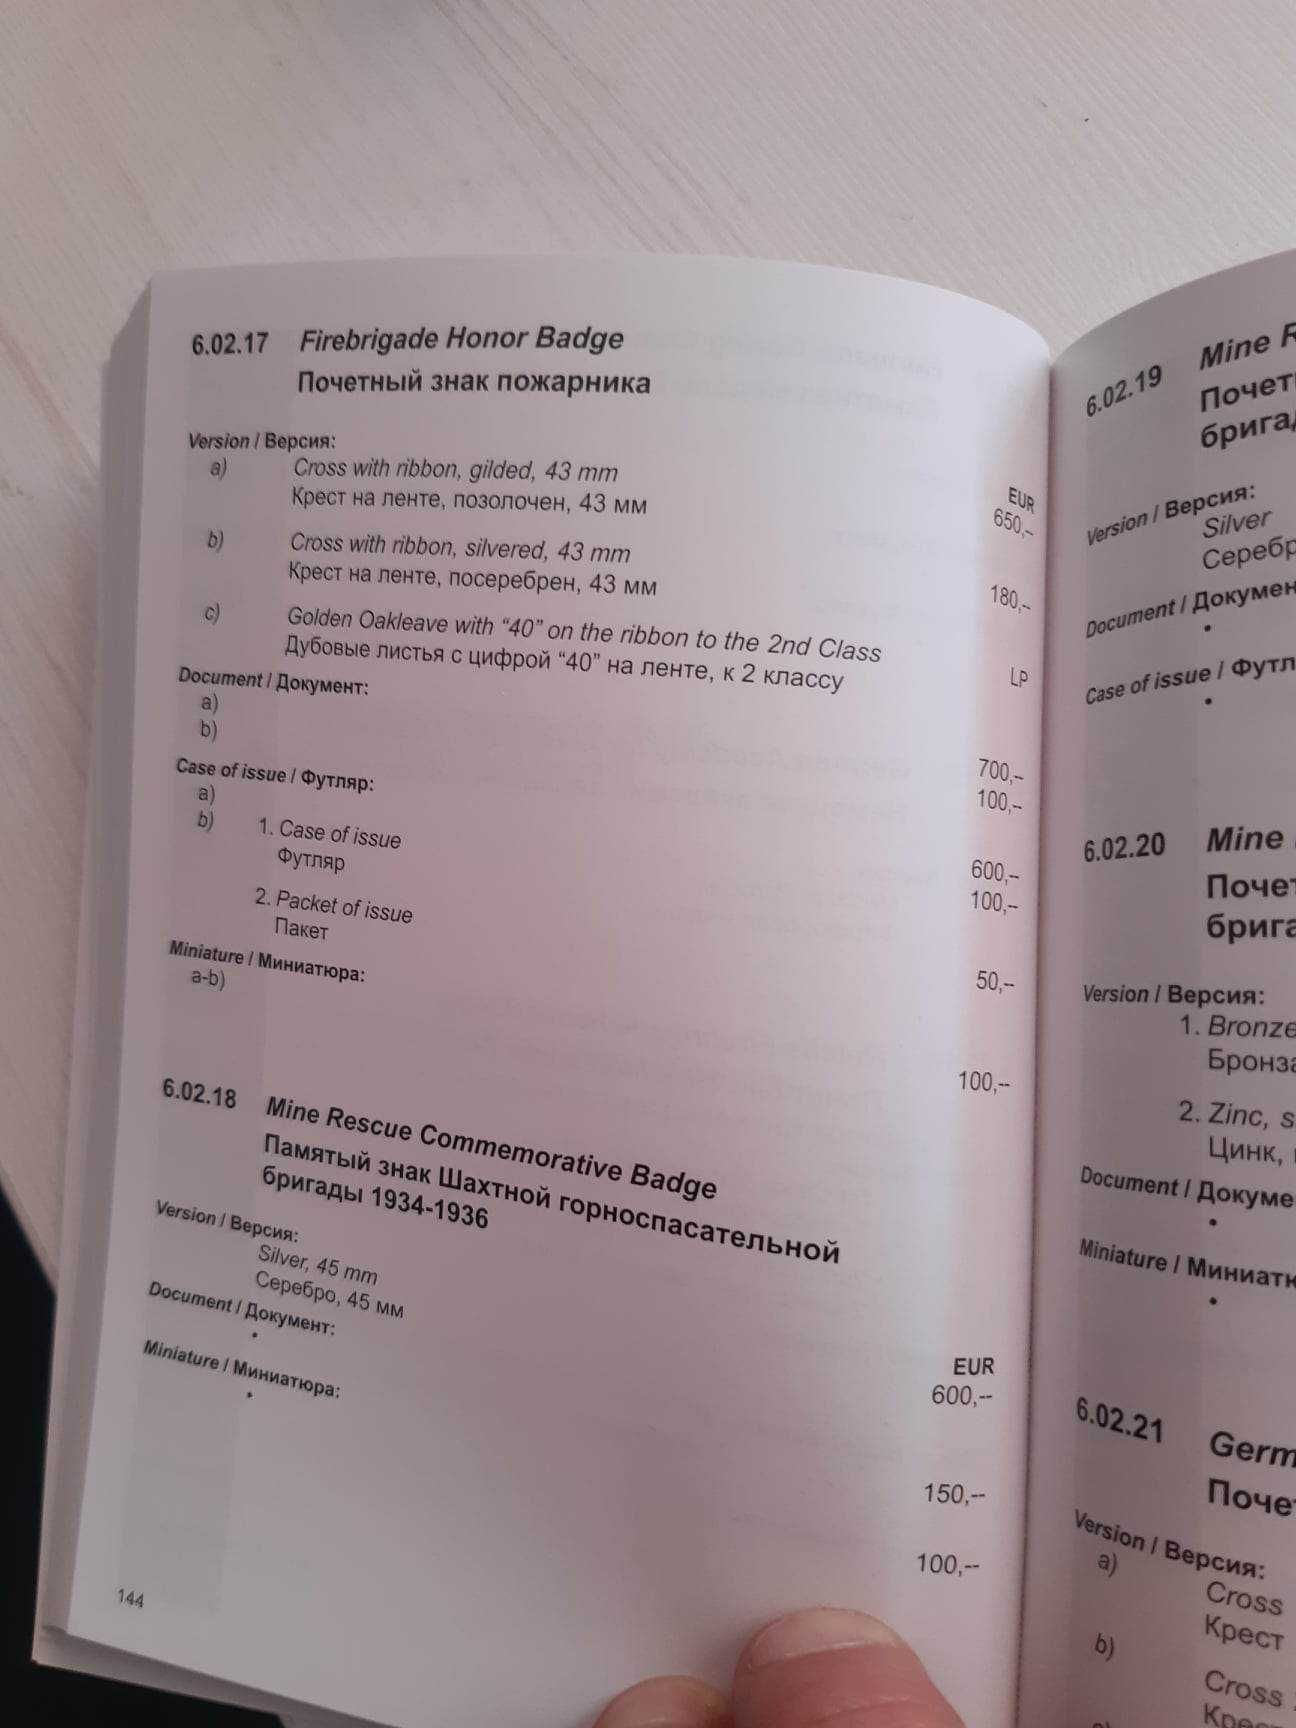 6.02.17 Firebrigade Honor Badge
Почетный знак пожарника
Version / Версия:
EUR
a) Cross with ribbon, gilded, 43 mm
Крест на ленте, позолочен, 43 мм
650,--
b) Cross with ribbon, silvered, 43 mm
Крест на ленте, посеребрен, 43 мм
180,--
c) Golden Oakleave with “40” on the ribbon to the 2nd Class
Дубовые листья с цифрой “40” на ленте, к 2 классу
LP
Document / Документ:
a) 700,--
b) 100,--
Case of issue / Футляр:
a) 600,--
b) 1. Case of issue 100,--
Футляр
2. Packet of issue 50,--
Пакет
Miniature / Миниатюра:
a-b) 100,--
6.02.18 Mine Rescue Commemorative Badge
Памятый знак Шахтной горноспасательной
бригады 1934-1936
Version / Версия:
EUR
Silver, 45 mm 600,--
Серебро, 45 мм
Document / Документ:
• 150,--
Miniature / Миниатюра:
• 100,--
144
6.02.19 Mine
Version / Версия:
Silver
Document /
•
Case of issue /
•
6.02.20 Mine
Version / Версия:
1.
2. Zinc,
Цинк,
Document /
•
Miniature /
•
6.02.21
Version / Версия:
a) Cross
Крест
b) Cross